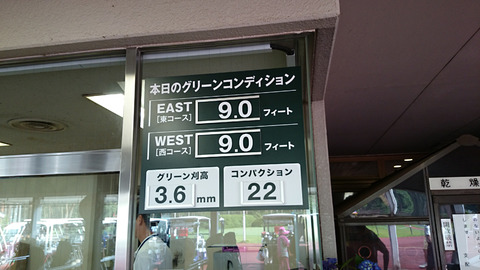 本日のグリーンコンディション
EAST 9.0 フィート
[東コース]
WEST 9.0 フィート
[西コース]
グリーン刈高 コンパクション
3.6 mm 22
乾燥